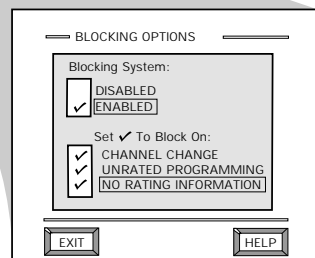 BLOCKING OPTIONS
Blocking System:
DISABLED
✓ ENABLED
Set ✓ To Block On:
✓ CHANNEL CHANGE
✓ UNRATED PROGRAMMING
✓ NO RATING INFORMATION
EXIT HELP